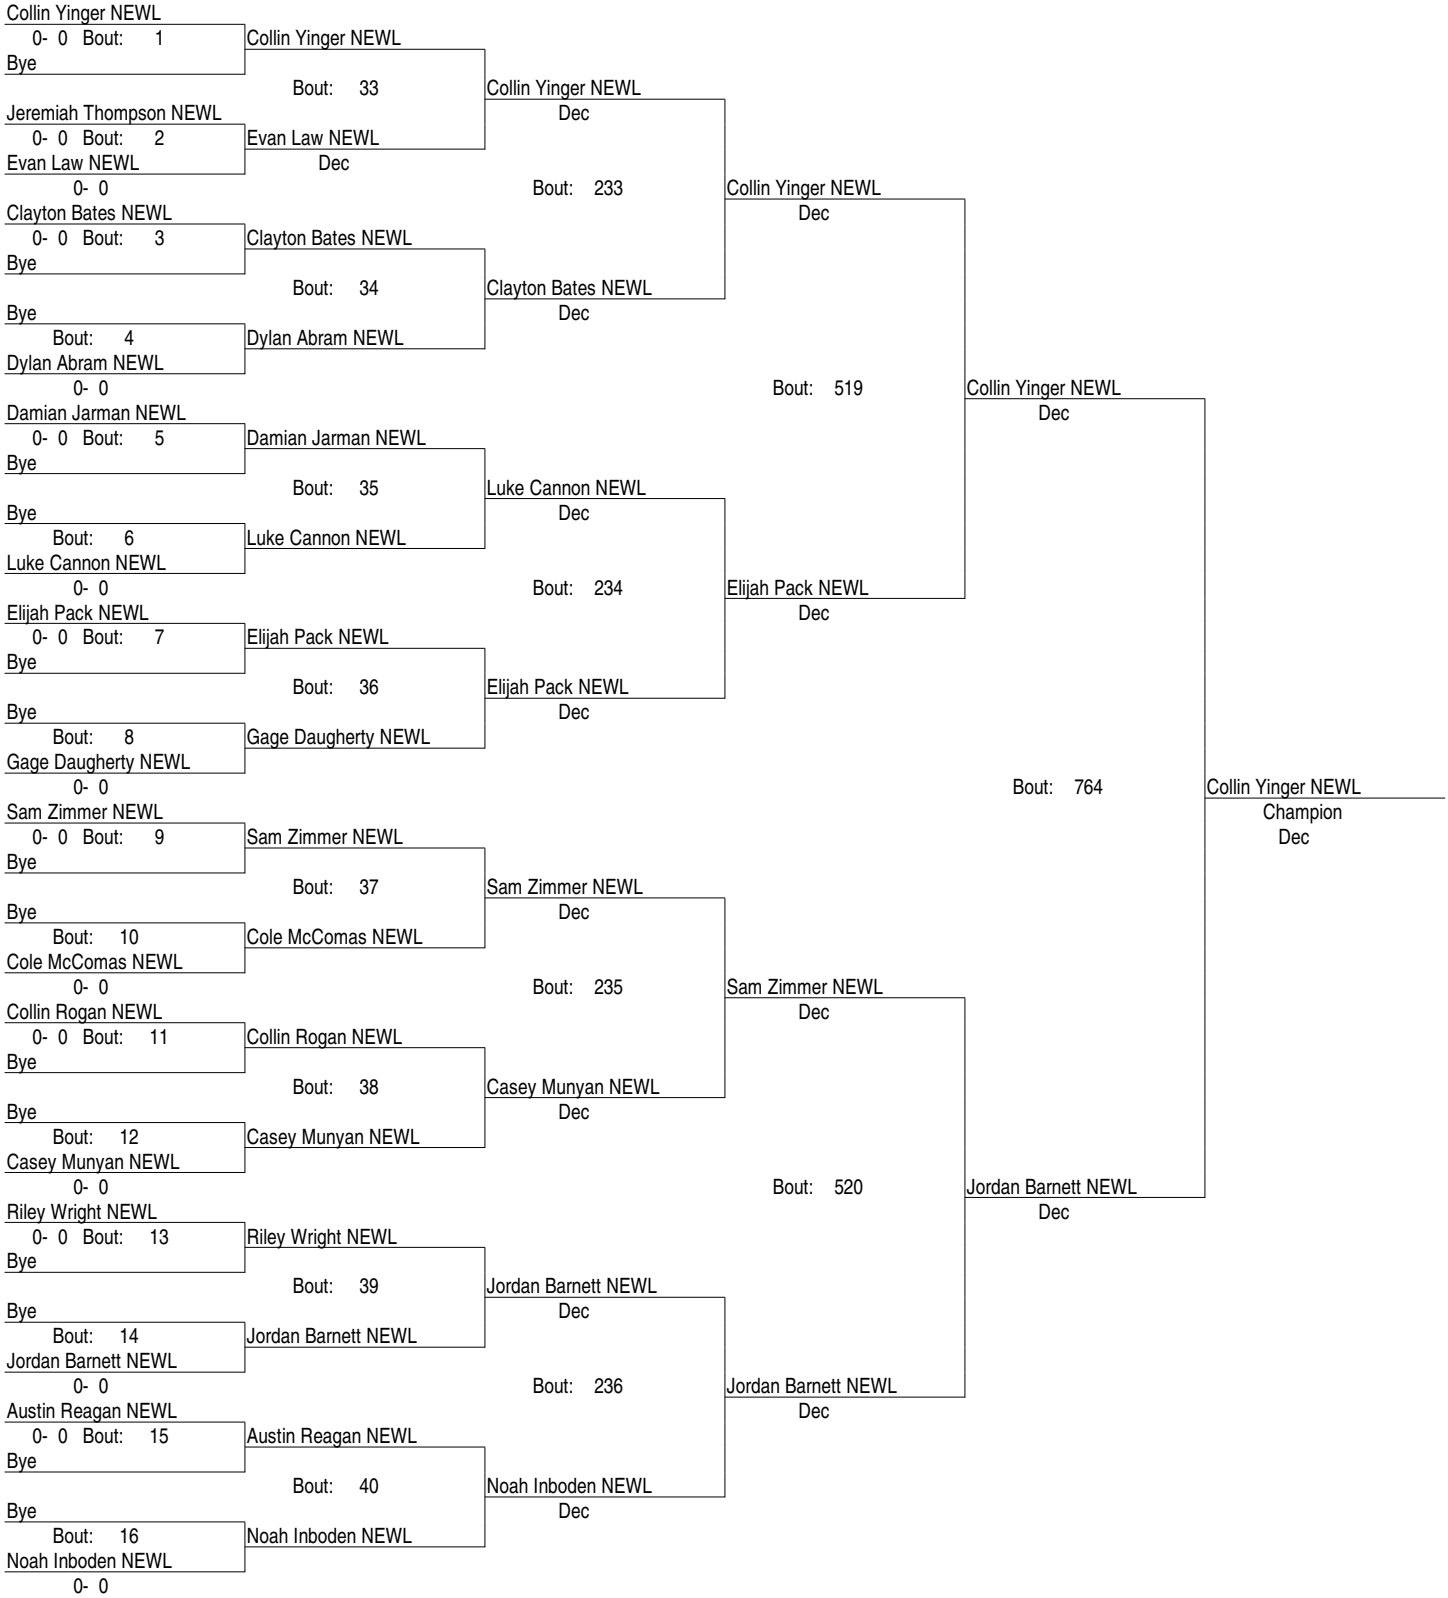 Collin Yinger NEWL
0- 0 Bout: 1
Collin Yinger NEWL
Bye
Bout: 33
Collin Yinger NEWL
Dec
Jeremiah Thompson NEWL
0- 0 Bout: 2
Evan Law NEWL
Evan Law NEWL
Dec
0- 0
Bout: 233
Collin Yinger NEWL
Dec
Clayton Bates NEWL
0- 0 Bout: 3
Clayton Bates NEWL
Bye
Bout: 34
Clayton Bates NEWL
Dec
Bye
Bout: 4
Dylan Abram NEWL
Dylan Abram NEWL
0- 0
Bout: 519
Collin Yinger NEWL
Dec
Damian Jarman NEWL
0- 0 Bout: 5
Damian Jarman NEWL
Bye
Bout: 35
Luke Cannon NEWL
Dec
Bye
Bout: 6
Luke Cannon NEWL
Luke Cannon NEWL
0- 0
Bout: 234
Elijah Pack NEWL
Dec
Elijah Pack NEWL
0- 0 Bout: 7
Elijah Pack NEWL
Bye
Bout: 36
Elijah Pack NEWL
Dec
Bye
Bout: 8
Gage Daugherty NEWL
Gage Daugherty NEWL
0- 0
Bout: 764
Collin Yinger NEWL
Champion
Dec
Sam Zimmer NEWL
0- 0 Bout: 9
Sam Zimmer NEWL
Bye
Bout: 37
Sam Zimmer NEWL
Dec
Bye
Bout: 10
Cole McComas NEWL
Cole McComas NEWL
0- 0
Bout: 235
Sam Zimmer NEWL
Dec
Collin Rogan NEWL
0- 0 Bout: 11
Collin Rogan NEWL
Bye
Bout: 38
Casey Munyan NEWL
Dec
Bye
Bout: 12
Casey Munyan NEWL
Casey Munyan NEWL
0- 0
Bout: 520
Jordan Barnett NEWL
Dec
Riley Wright NEWL
0- 0 Bout: 13
Riley Wright NEWL
Bye
Bout: 39
Jordan Barnett NEWL
Dec
Bye
Bout: 14
Jordan Barnett NEWL
Jordan Barnett NEWL
0- 0
Bout: 236
Jordan Barnett NEWL
Dec
Austin Reagan NEWL
0- 0 Bout: 15
Austin Reagan NEWL
Bye
Bout: 40
Noah Inboden NEWL
Dec
Bye
Bout: 16
Noah Inboden NEWL
Noah Inboden NEWL
0- 0